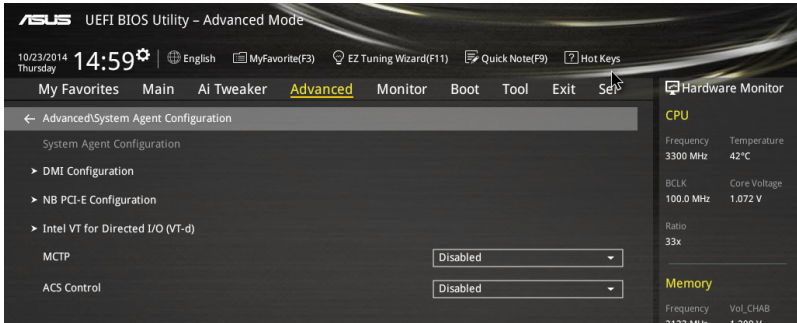 ASUS UEFI BIOS Utility – Advanced Mode
10/23/2014 Thursday 14:59 English MyFavorite(F3) EZ Tuning Wizard(F11) Quick Note(F9) ? Hot Keys
My Favorites Main Ai Tweaker Advanced Monitor Boot Tool Exit
Hardware Monitor
← Advanced\System Agent Configuration
System Agent Configuration
➤ DMI Configuration
➤ NB PCI-E Configuration
➤ Intel VT for Directed I/O (VT-d)
MCTP Disabled
ACS Control Disabled
CPU
Frequency Temperature
3300 MHz 42°C
BCLK Core Voltage
100.0 MHz 1.072 V
Ratio
33x
Memory
Frequency Vol_CHAB